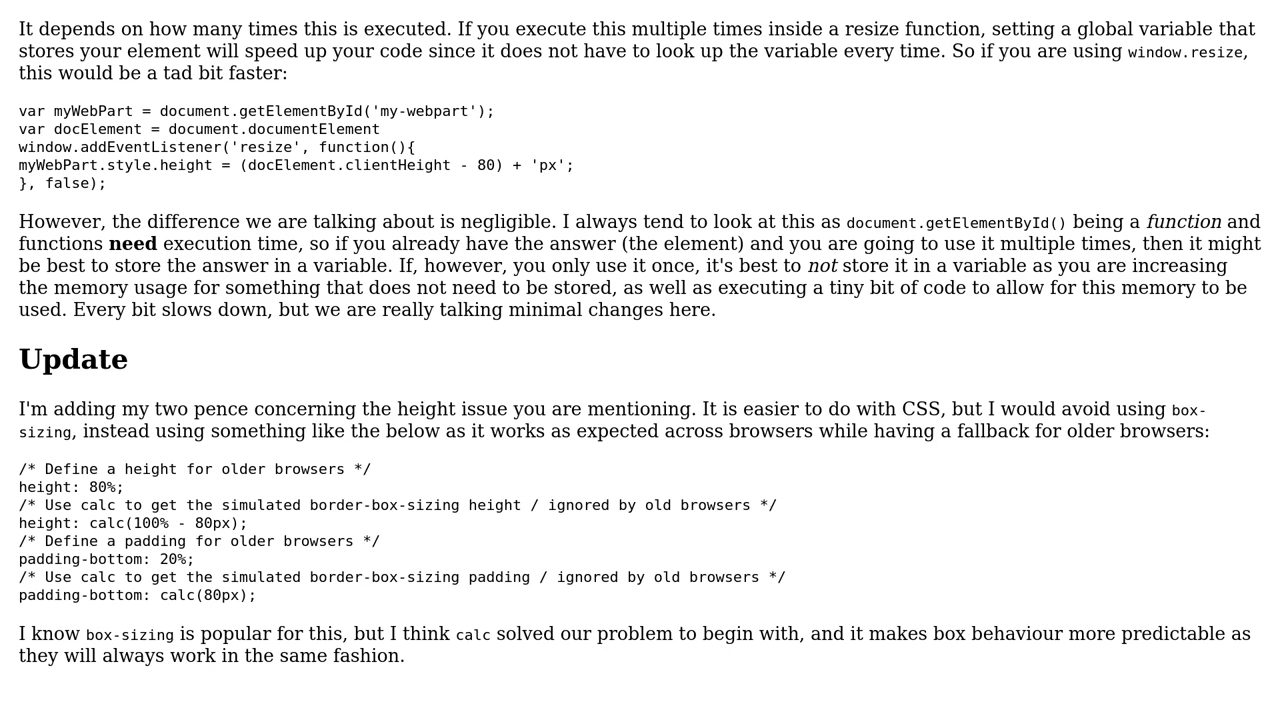 It depends on how many times this is executed. If you execute this multiple times inside a resize function, setting a global variable that
stores your element will speed up your code since it does not have to look up the variable every time. So if you are using window.resize,
this would be a tad bit faster:
var myWebPart = document.getElementById('my-webpart');
var docElement = document.documentElement
window.addEventListener('resize', function(){
myWebPart.style.height = (docElement.clientHeight - 80) + 'px';
}, false);
However, the difference we are talking about is negligible. I always tend to look at this as document.getElementById() being a function and
functions need execution time, so if you already have the answer (the element) and you are going to use it multiple times, then it might
be best to store the answer in a variable. If, however, you only use it once, it's best to not store it in a variable as you are increasing
the memory usage for something that does not need to be stored, as well as executing a tiny bit of code to allow for this memory to be
used. Every bit slows down, but we are really talking minimal changes here.
Update
I'm adding my two pence concerning the height issue you are mentioning. It is easier to do with CSS, but I would avoid using box-
sizing, instead using something like the below as it works as expected across browsers while having a fallback for older browsers:
/* Define a height for older browsers */
height: 80%;
/* Use calc to get the simulated border-box-sizing height / ignored by old browsers */
height: calc(100% - 80px);
/* Define a padding for older browsers */
padding-bottom: 20%;
/* Use calc to get the simulated border-box-sizing padding / ignored by old browsers */
padding-bottom: calc(80px);
I know box-sizing is popular for this, but I think calc solved our problem to begin with, and it makes box behaviour more predictable as
they will always work in the same fashion.